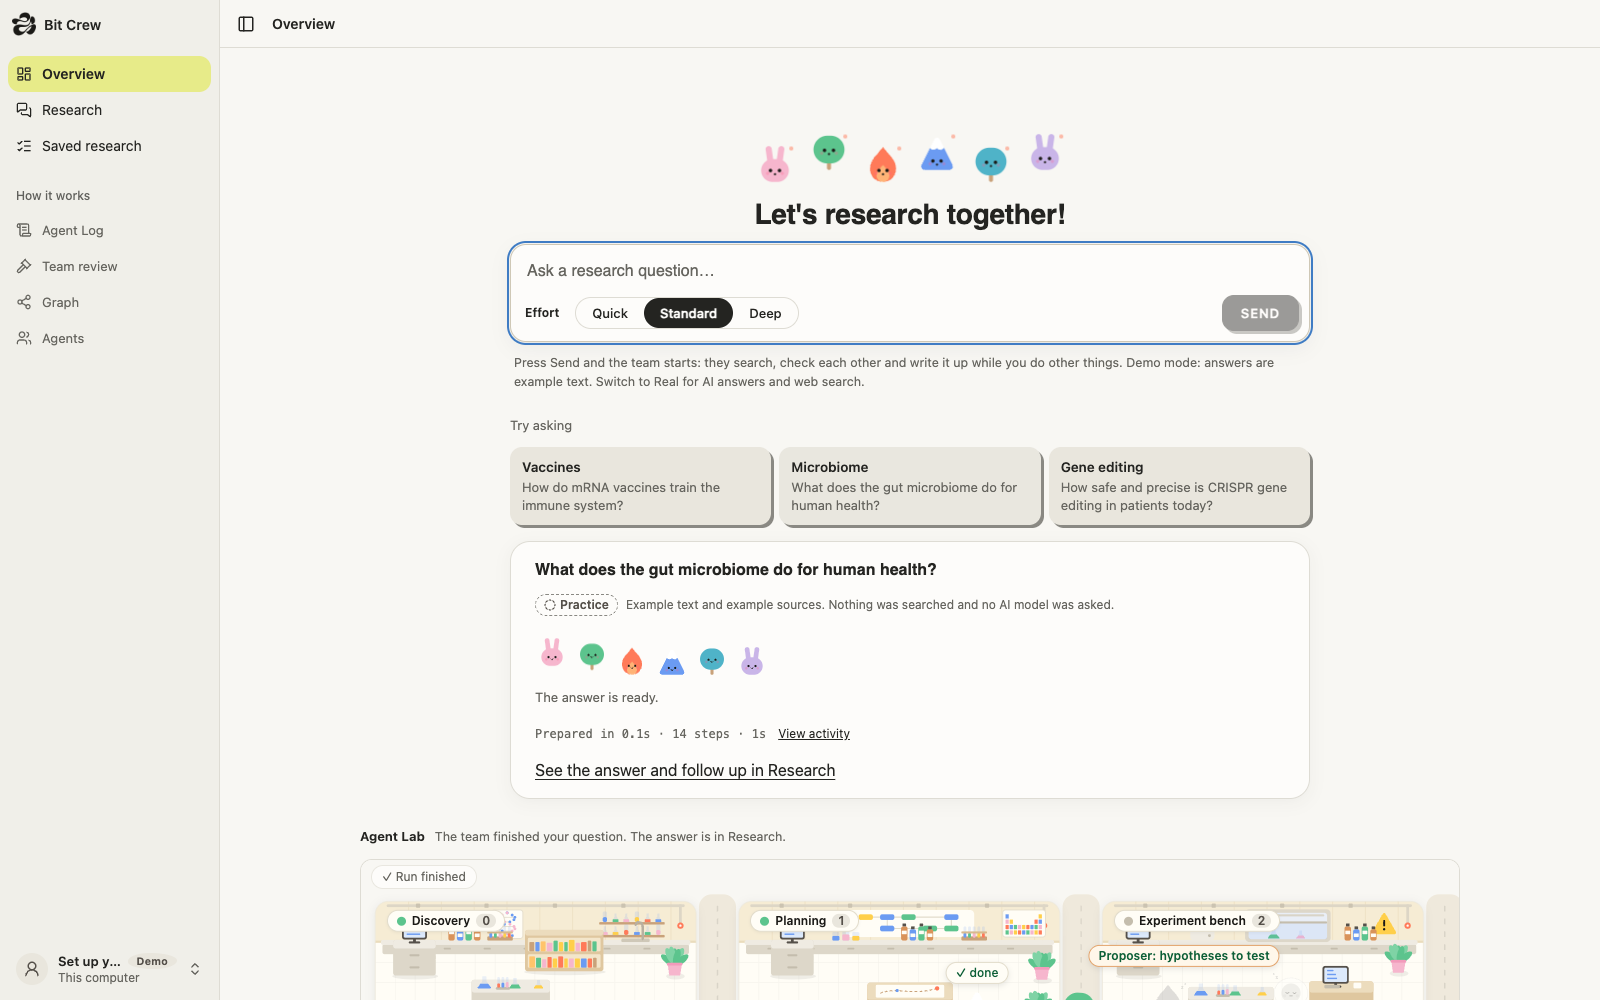 Bit Crew
Overview
Overview
Research
Saved research
How it works
Agent Log
Team review
Graph
Agents
Let's research together!
Ask a research question…
Effort
Quick
Standard
Deep
SEND
Press Send and the team starts: they search, check each other and write it up while you do other things. Demo mode: answers are
example text. Switch to Real for AI answers and web search.
Try asking
Vaccines
How do mRNA vaccines train the
immune system?
Microbiome
What does the gut microbiome do for
human health?
Gene editing
How safe and precise is CRISPR gene
editing in patients today?
What does the gut microbiome do for human health?
Practice
Example text and example sources. Nothing was searched and no AI model was asked.
The answer is ready.
Prepared in 0.1s · 14 steps · 1s View activity
See the answer and follow up in Research
Agent Lab The team finished your question. The answer is in Research.
✓ Run finished
Discovery 0
Planning 1
Experiment bench 2
Proposer: hypotheses to test
✓ done
Set up y... Demo
This computer